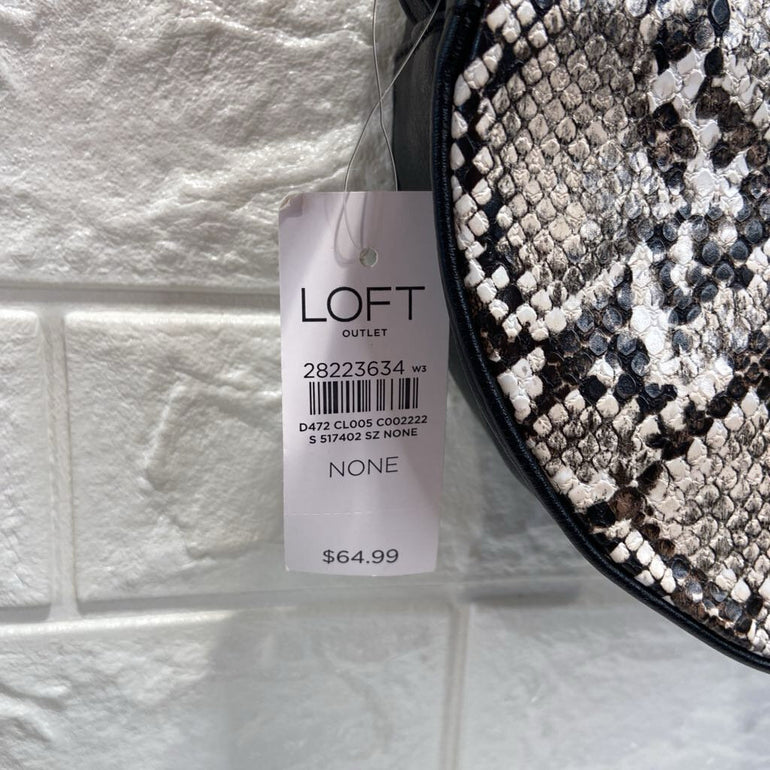 LOFT
OUTLET
28223634 W3
D472 CL005 C002222
S 517402 SZ NONE
NONE
$64.99